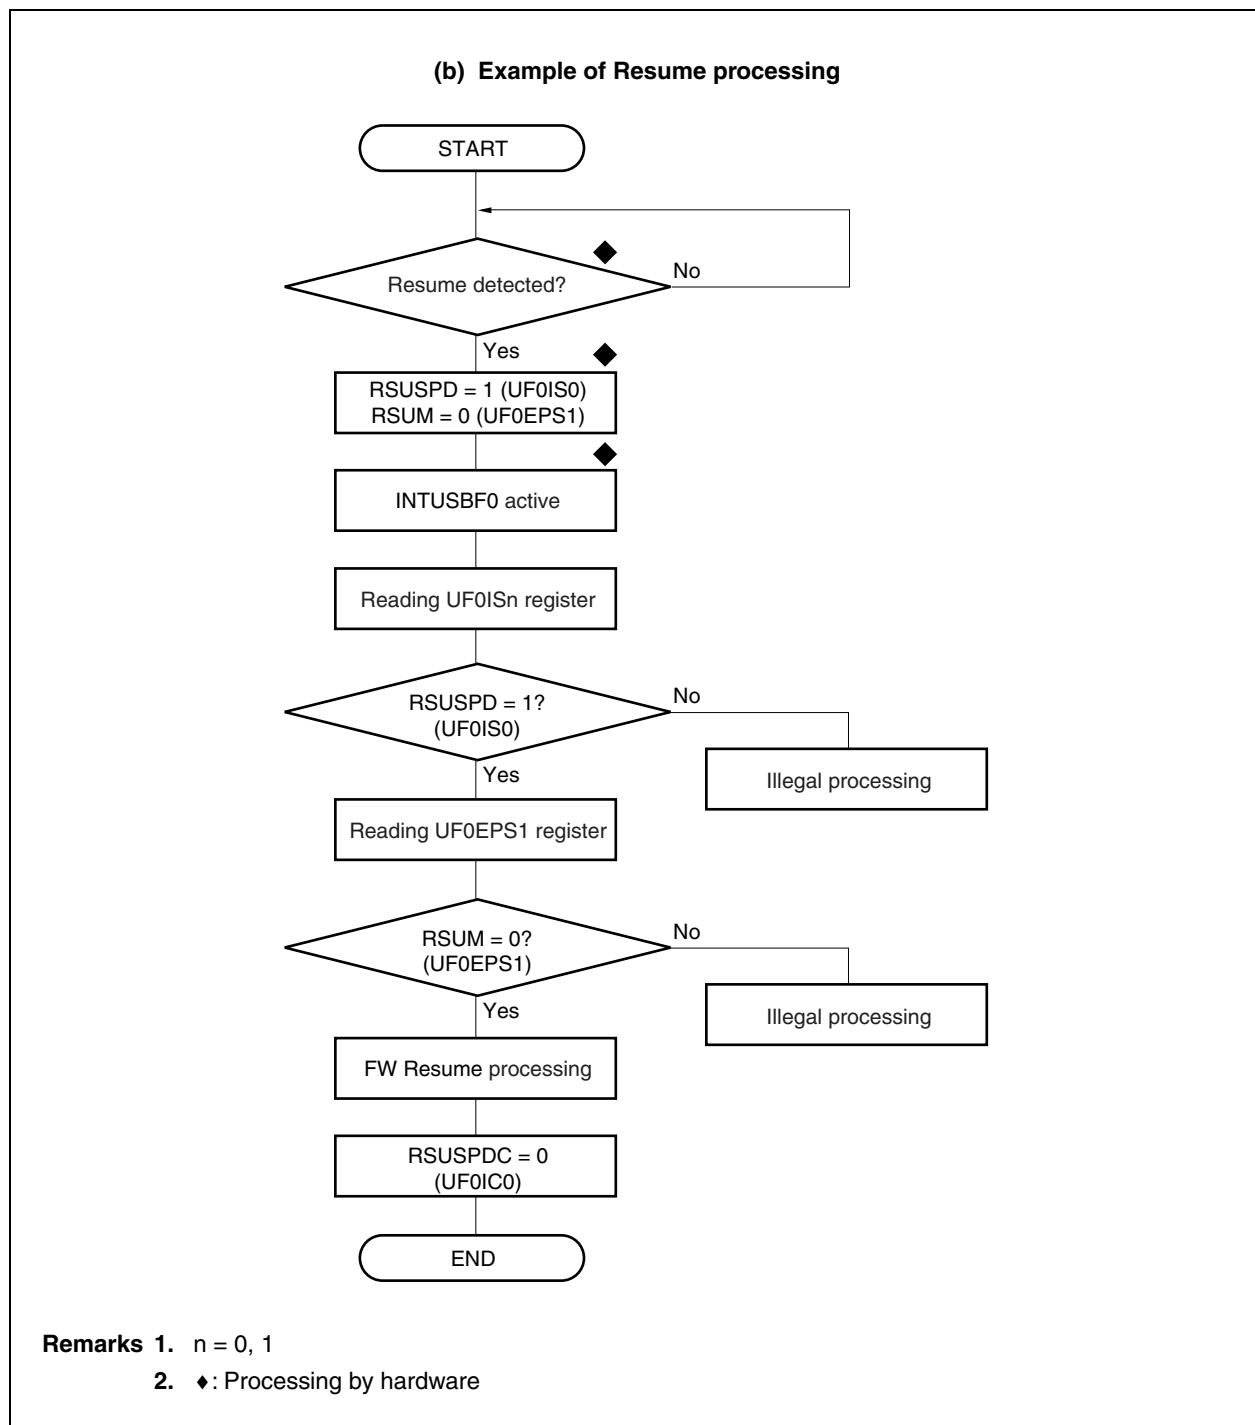 (b) Example of Resume processing
START
Resume detected?
No
Yes
RSUSPD = 1 (UF0IS0)
RSUM = 0 (UF0EPS1)
INTUSBF0 active
Reading UF0ISn register
RSUSPD = 1?
(UF0IS0)
No
Yes
Illegal processing
Reading UF0EPS1 register
RSUM = 0?
(UF0EPS1)
No
Yes
Illegal processing
FW Resume processing
RSUSPDC = 0
(UF0IC0)
END
Remarks 1. n = 0, 1
2. ♦: Processing by hardware